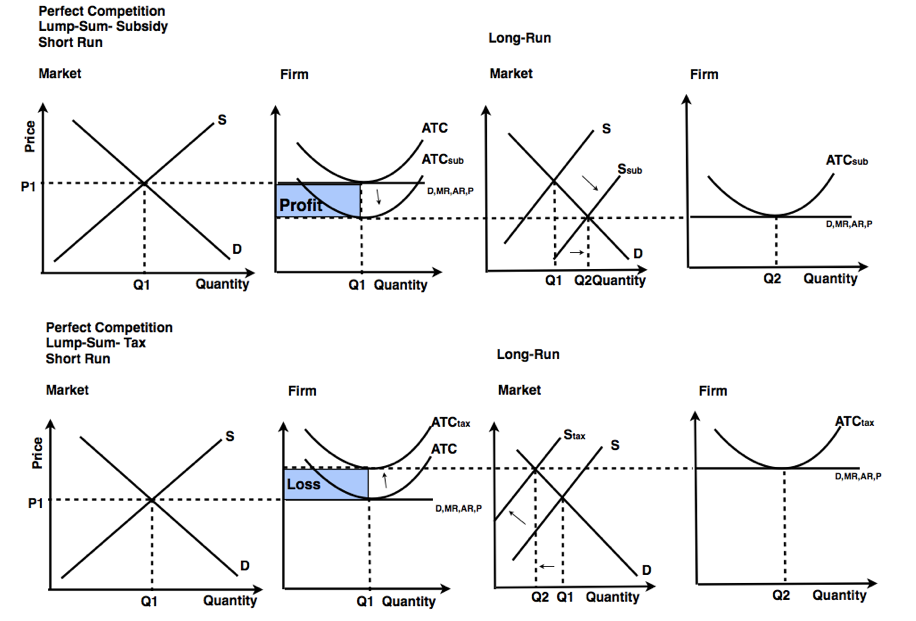 Perfect Competition
Lump-Sum- Subsidy
Short Run
Long-Run
Market
Firm
Market
Firm
Price
P1
S
D
Q1
Quantity
ATC
ATCsub
D,MR,AR,P
Profit
Q1
Quantity
S
Ssub
D
Q1
Q2
Quantity
ATCsub
D,MR,AR,P
Q2
Quantity
Perfect Competition
Lump-Sum- Tax
Short Run
Long-Run
Market
Firm
Market
Firm
Price
P1
S
D
Q1
Quantity
ATCtax
ATC
Loss
D,MR,AR,P
Q1
Quantity
Stax
S
D
Q2
Q1
Quantity
ATCtax
D,MR,AR,P
Q2
Quantity